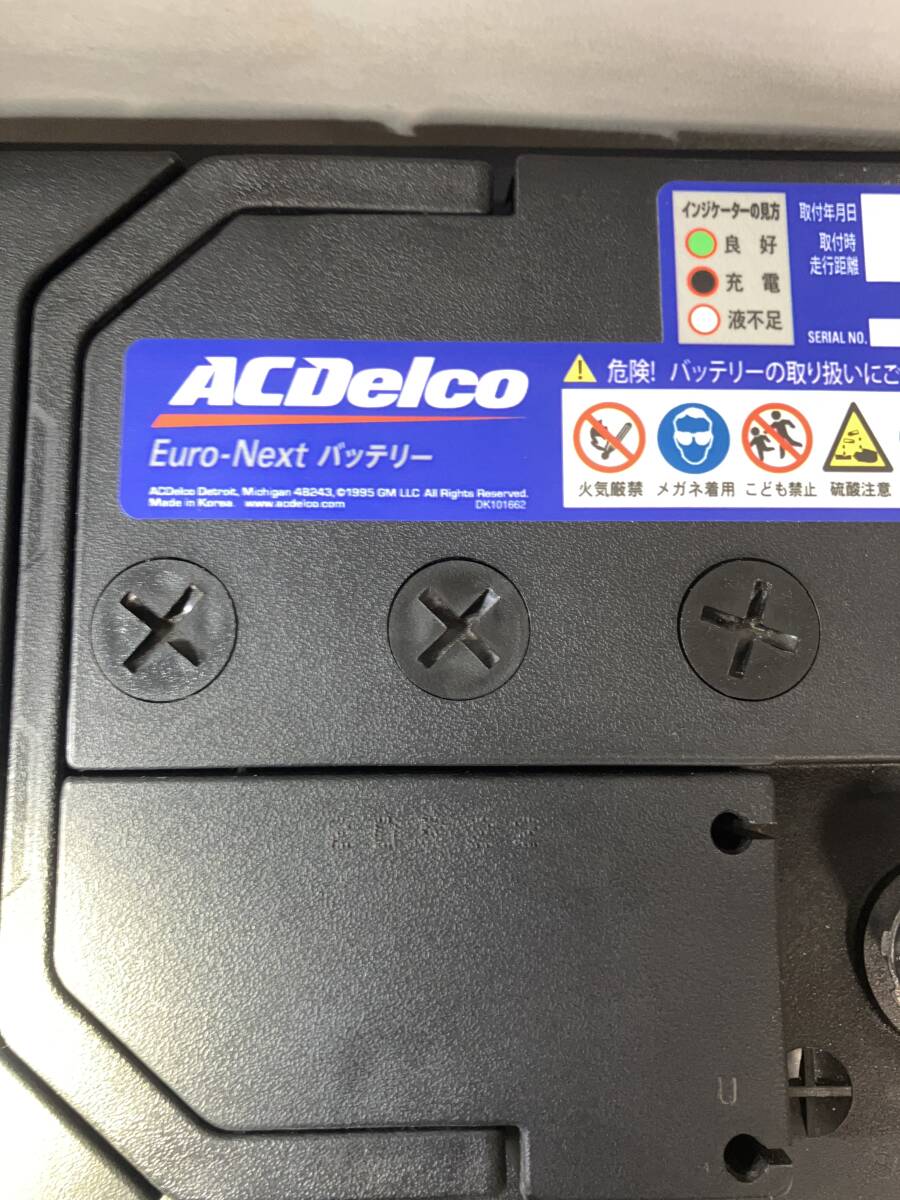 インジケーターの見方
良 好
充 電
液不足
取付年月日
取付時
走行距離
SERIAL NO.
ACDelco
Euro-Next バッテリー
ACDelco Detroit, Michigan 48243, ©1995 GM LLC All Rights Reserved.
Made in Korea. www.acdelco.com
DK101662
危険! バッテリーの取り扱いにご
火気厳禁 メガネ着用 こども禁止 硫酸注意
U